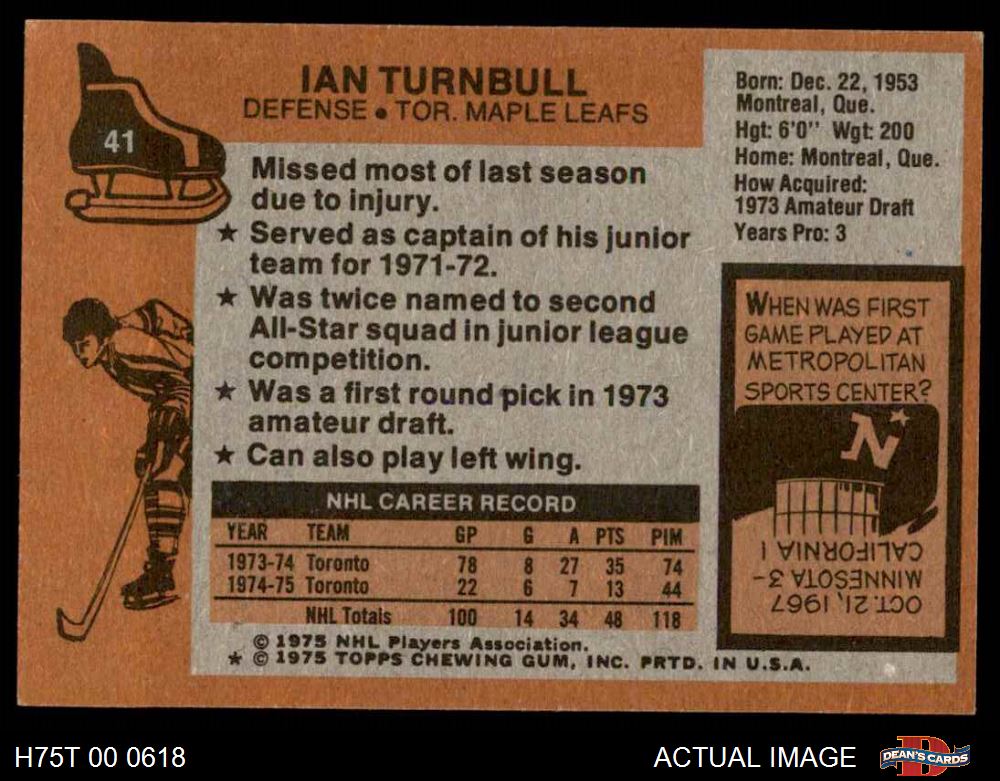 41
IAN TURNBULL
DEFENSE • TOR. MAPLE LEAFS
Missed most of last season
due to injury.
★ Served as captain of his junior
team for 1971-72.
★ Was twice named to second
All-Star squad in junior league
competition.
★ Was a first round pick in 1973
amateur draft.
★ Can also play left wing.
NHL CAREER RECORD
YEAR TEAM GP G A PTS PIM
1973-74 Toronto 78 8 27 35 74
1974-75 Toronto 22 6 7 13 44
NHL Totals 100 14 34 48 118
© 1975 NHL Players Association.
★ © 1975 TOPPS CHEWING GUM, INC. PRTD. IN U.S.A.
Born: Dec. 22, 1953
Montreal, Que.
Hgt: 6'0" Wgt: 200
Home: Montreal, Que.
How Acquired:
1973 Amateur Draft
Years Pro: 3
WHEN WAS FIRST
GAME PLAYED AT
METROPOLITAN
SPORTS CENTER?
N
OCT. 21, 1967
MINNESOTA 3-
CALIFORNIA 1
H75T 00 0618
ACTUAL IMAGE
DEAN'S CARDS